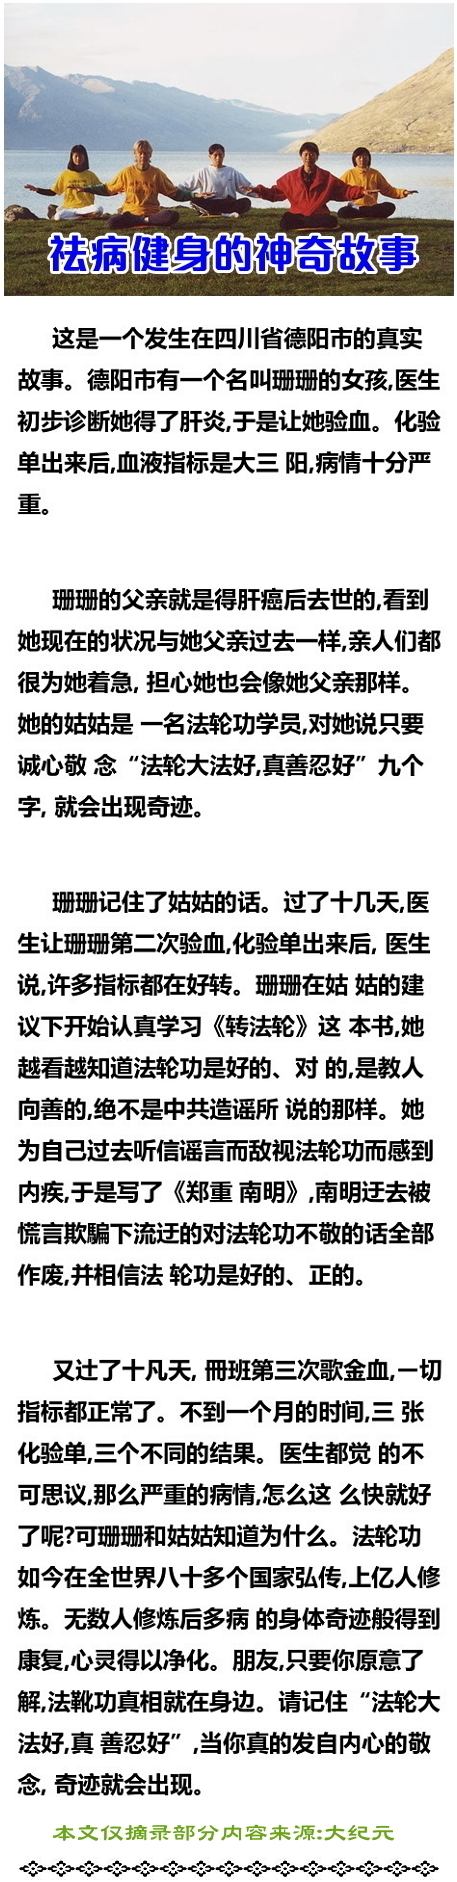 祛病健身的神奇故事
这是一个发生在四川省德阳市的真实
故事。德阳市有一个名叫珊珊的女孩,医生
初步诊断她得了肝炎,于是让她验血。化验
单出来后,血液指标是大三 阳,病情十分严
重。
珊珊的父亲就是得肝癌后去世的,看到
她现在的状况与她父亲过去一样,亲人们都
很为她着急, 担心她也会像她父亲那样。
她的姑姑是 一名法轮功学员,对她说只要
诚心敬 念“法轮大法好,真善忍好”九个
字, 就会出现奇迹。
珊珊记住了姑姑的话。过了十几天,医
生让珊珊第二次验血,化验单出来后, 医生
说,许多指标都在好转。珊珊在姑 姑的建
议下开始认真学习《转法轮》这 本书,她
越看越知道法轮功是好的、对 的,是教人
向善的,绝不是中共造谣所 说的那样。她
为自己过去听信谣言而敌视法轮功而感到
内疚,于是写了《郑重 南明》,南明迂去被
慌言欺騙下流迂的对法轮功不敬的话全部
作废,并相信法 轮功是好的、正的。
又辻了十凡天, 冊班第三次歌金血,一切
指标都正常了。不到一个月的时间,三 张
化验单,三个不同的结果。医生都觉 的不
可思议,那么严重的病情,怎么这 么快就好
了呢?可珊珊和姑姑知道为什么。法轮功
如今在全世界八十多个国家弘传,上亿人修
炼。无数人修炼后多病 的身体奇迹般得到
康复,心灵得以净化。朋友,只要你原意了
解,法靴功真相就在身边。请记住“法轮大
法好,真 善忍好”,当你真的发自内心的敬
念, 奇迹就会出现。
本文仅摘录部分内容来源:大纪元